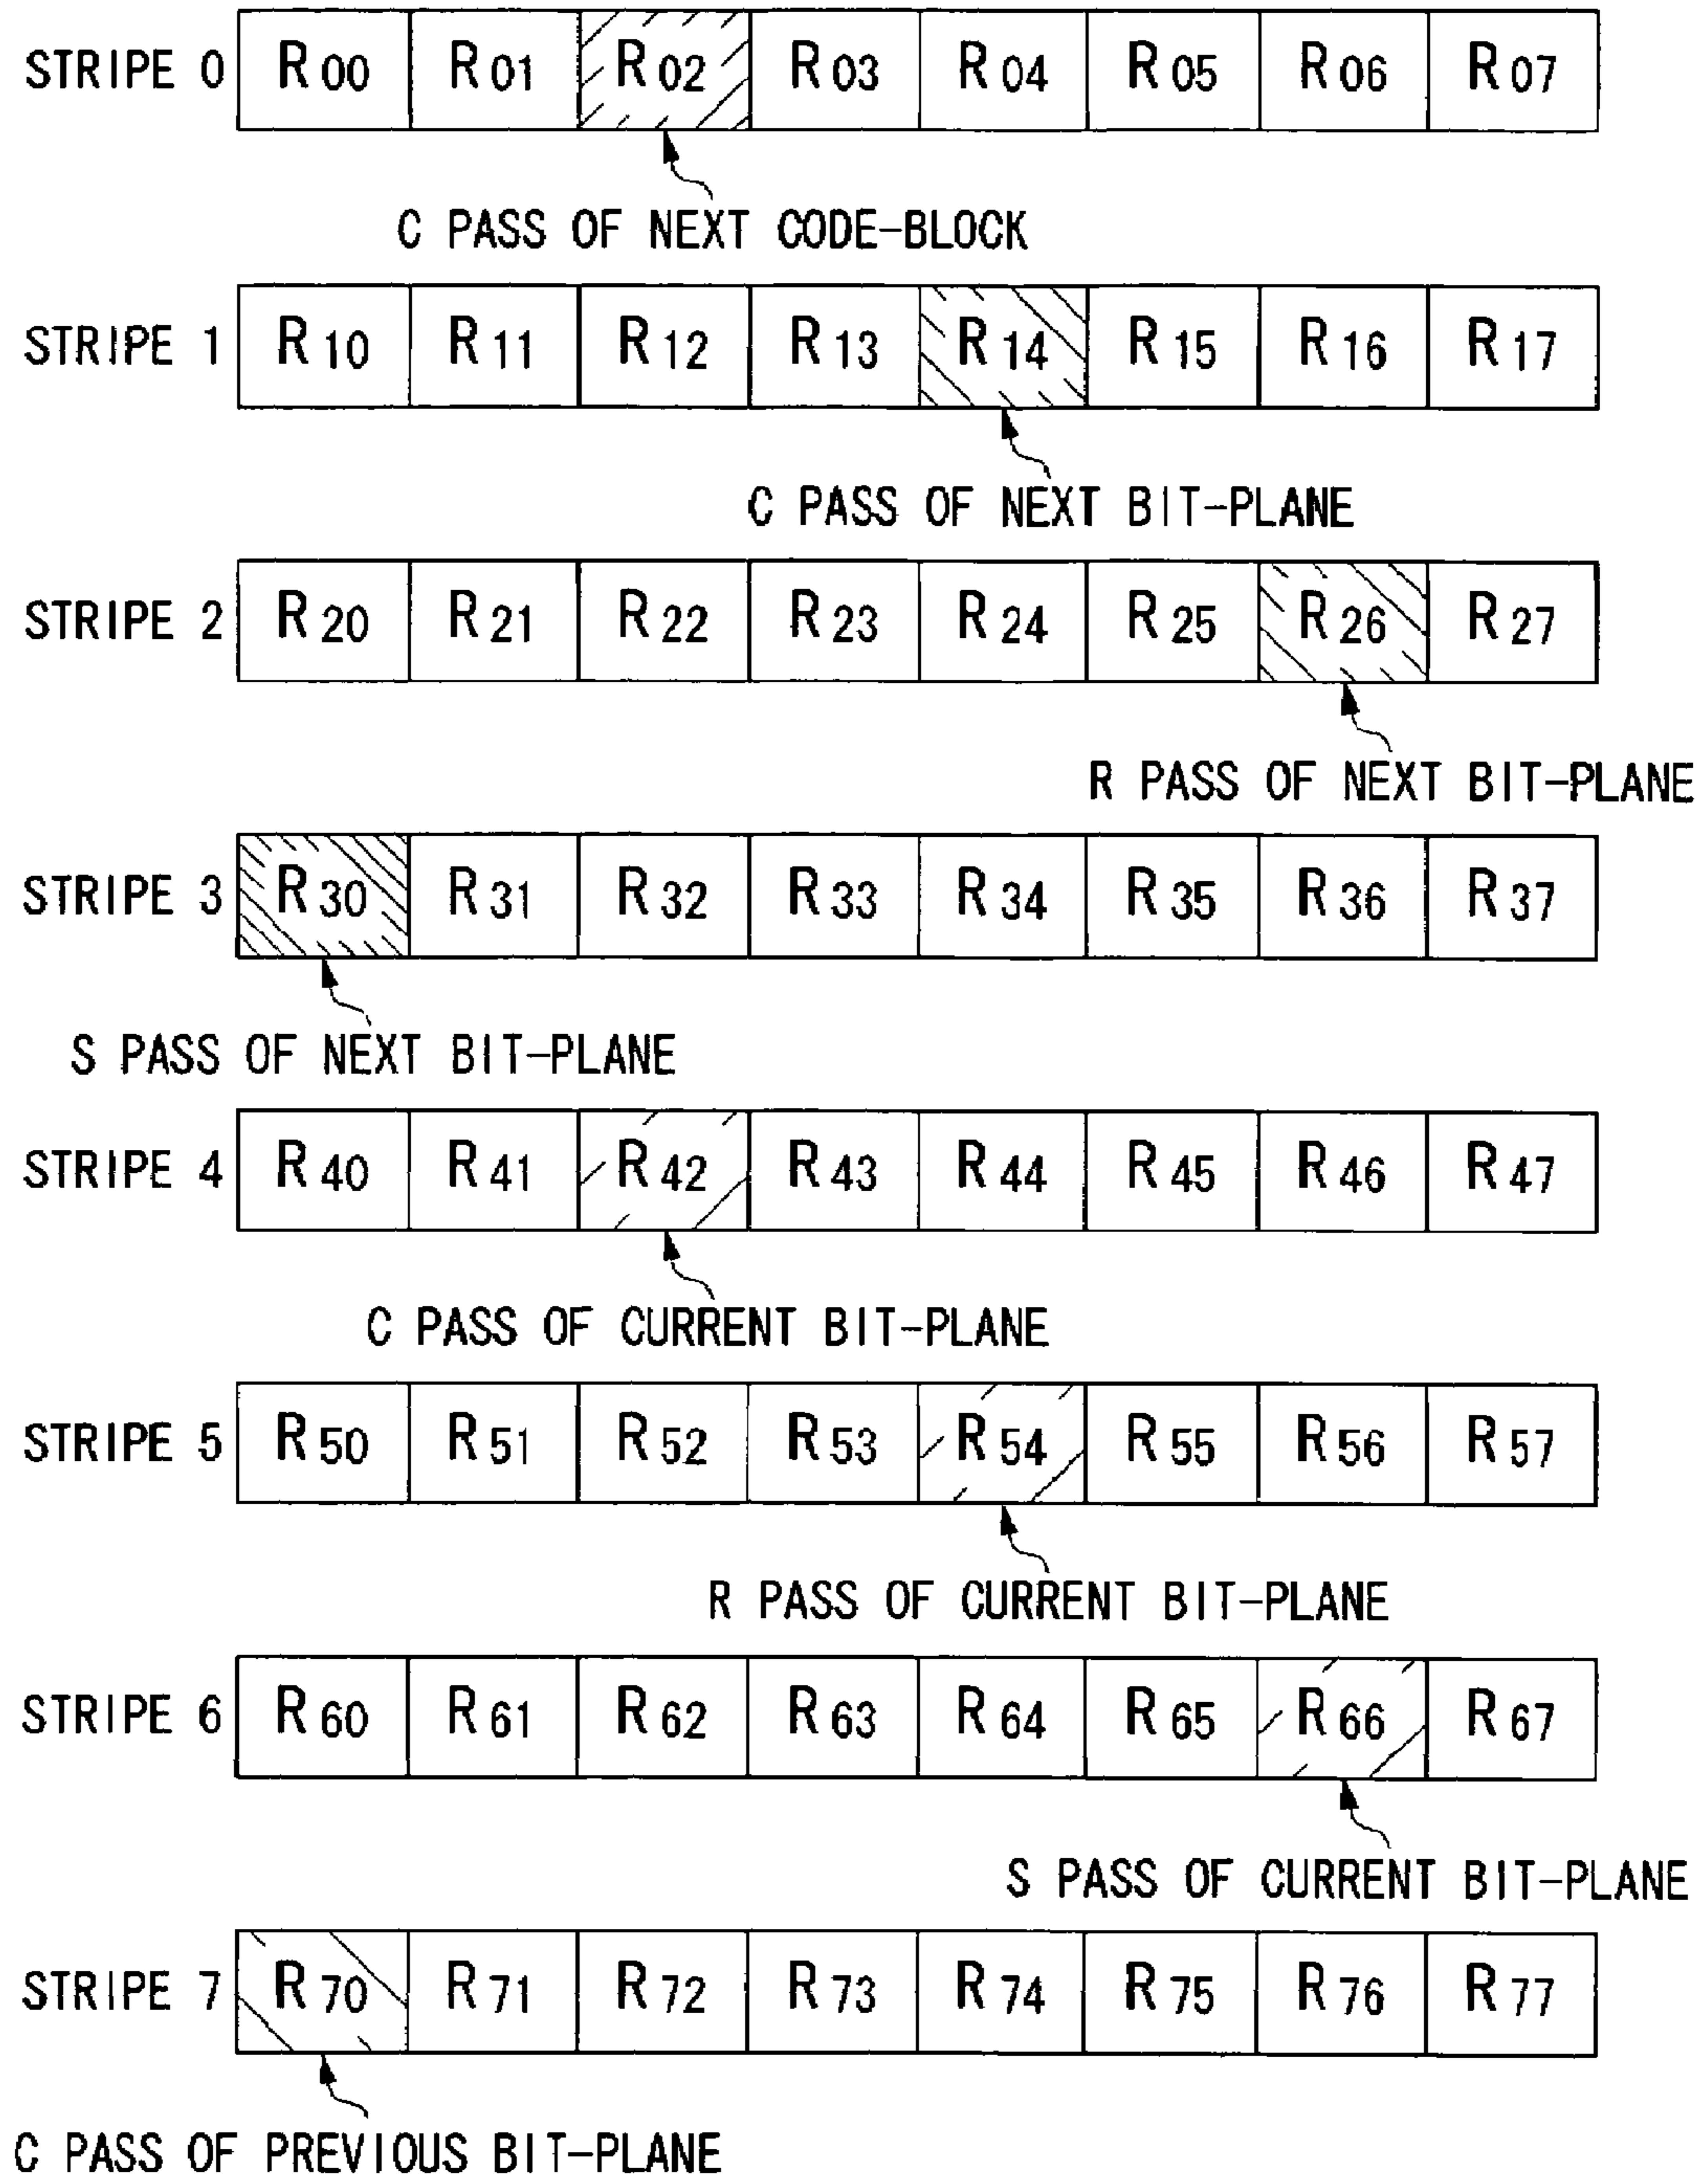 STRIPE 0 R00 R01 R02 R03 R04 R05 R06 R07
C PASS OF NEXT CODE-BLOCK
STRIPE 1 R10 R11 R12 R13 R14 R15 R16 R17
C PASS OF NEXT BIT-PLANE
STRIPE 2 R20 R21 R22 R23 R24 R25 R26 R27
R PASS OF NEXT BIT-PLANE
STRIPE 3 R30 R31 R32 R33 R34 R35 R36 R37
S PASS OF NEXT BIT-PLANE
STRIPE 4 R40 R41 R42 R43 R44 R45 R46 R47
C PASS OF CURRENT BIT-PLANE
STRIPE 5 R50 R51 R52 R53 R54 R55 R56 R57
R PASS OF CURRENT BIT-PLANE
STRIPE 6 R60 R61 R62 R63 R64 R65 R66 R67
S PASS OF CURRENT BIT-PLANE
STRIPE 7 R70 R71 R72 R73 R74 R75 R76 R77
C PASS OF PREVIOUS BIT-PLANE